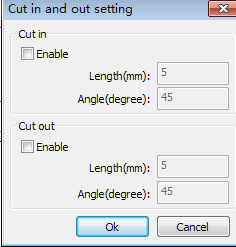 Cut in and out setting
Cut in
Enable
Length(mm): 5
Angle(degree): 45
Cut out
Enable
Length(mm): 5
Angle(degree): 45
Ok Cancel